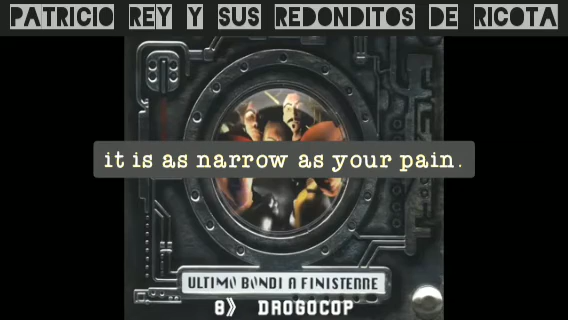 PATRICIO REY Y SUS REDONDITOS DE RICOTA
it is as narrow as your pain.
ULTIMO BONDI A FINISTERRE
8》 DROGOCOP